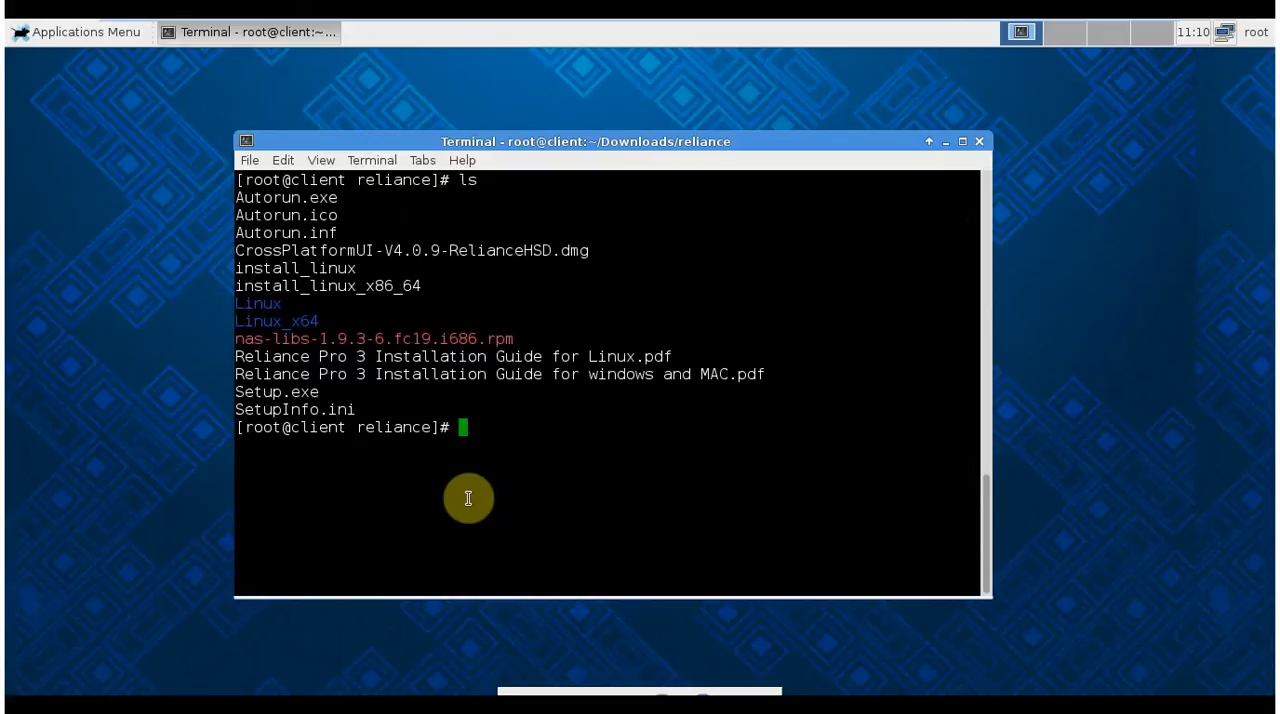 Applications Menu
Terminal - root@client:~...
11:10
root
Terminal - root@client:~/Downloads/reliance
File Edit View Terminal Tabs Help
[root@client reliance]# ls
Autorun.exe
Autorun.ico
Autorun.inf
CrossPlatformUI-V4.0.9-RelianceHSD.dmg
install_linux
install_linux_x86_64
Linux
Linux_x64
nas-libs-1.9.3-6.fc19.i686.rpm
Reliance Pro 3 Installation Guide for Linux.pdf
Reliance Pro 3 Installation Guide for windows and MAC.pdf
Setup.exe
SetupInfo.ini
[root@client reliance]#